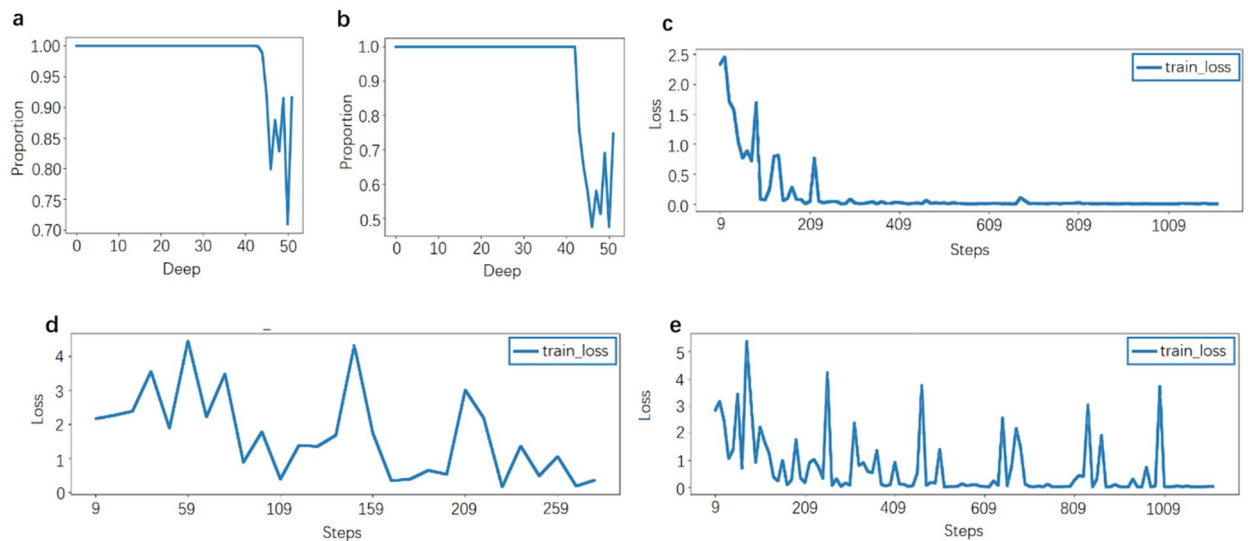 a
1.00
0.95
0.90
0.85
0.80
0.75
0.70
Proportion
0 10 20 30 40 50
Deep
b
1.0
0.9
0.8
0.7
0.6
0.5
Proportion
0 10 20 30 40 50
Deep
c
2.5
2.0
1.5
1.0
0.5
0.0
Loss
train_loss
9 209 409 609 809 1009
Steps
d
4
3
2
1
0
Loss
train_loss
9 59 109 159 209 259
Steps
e
5
4
3
2
1
0
Loss
train_loss
9 209 409 609 809 1009
Steps